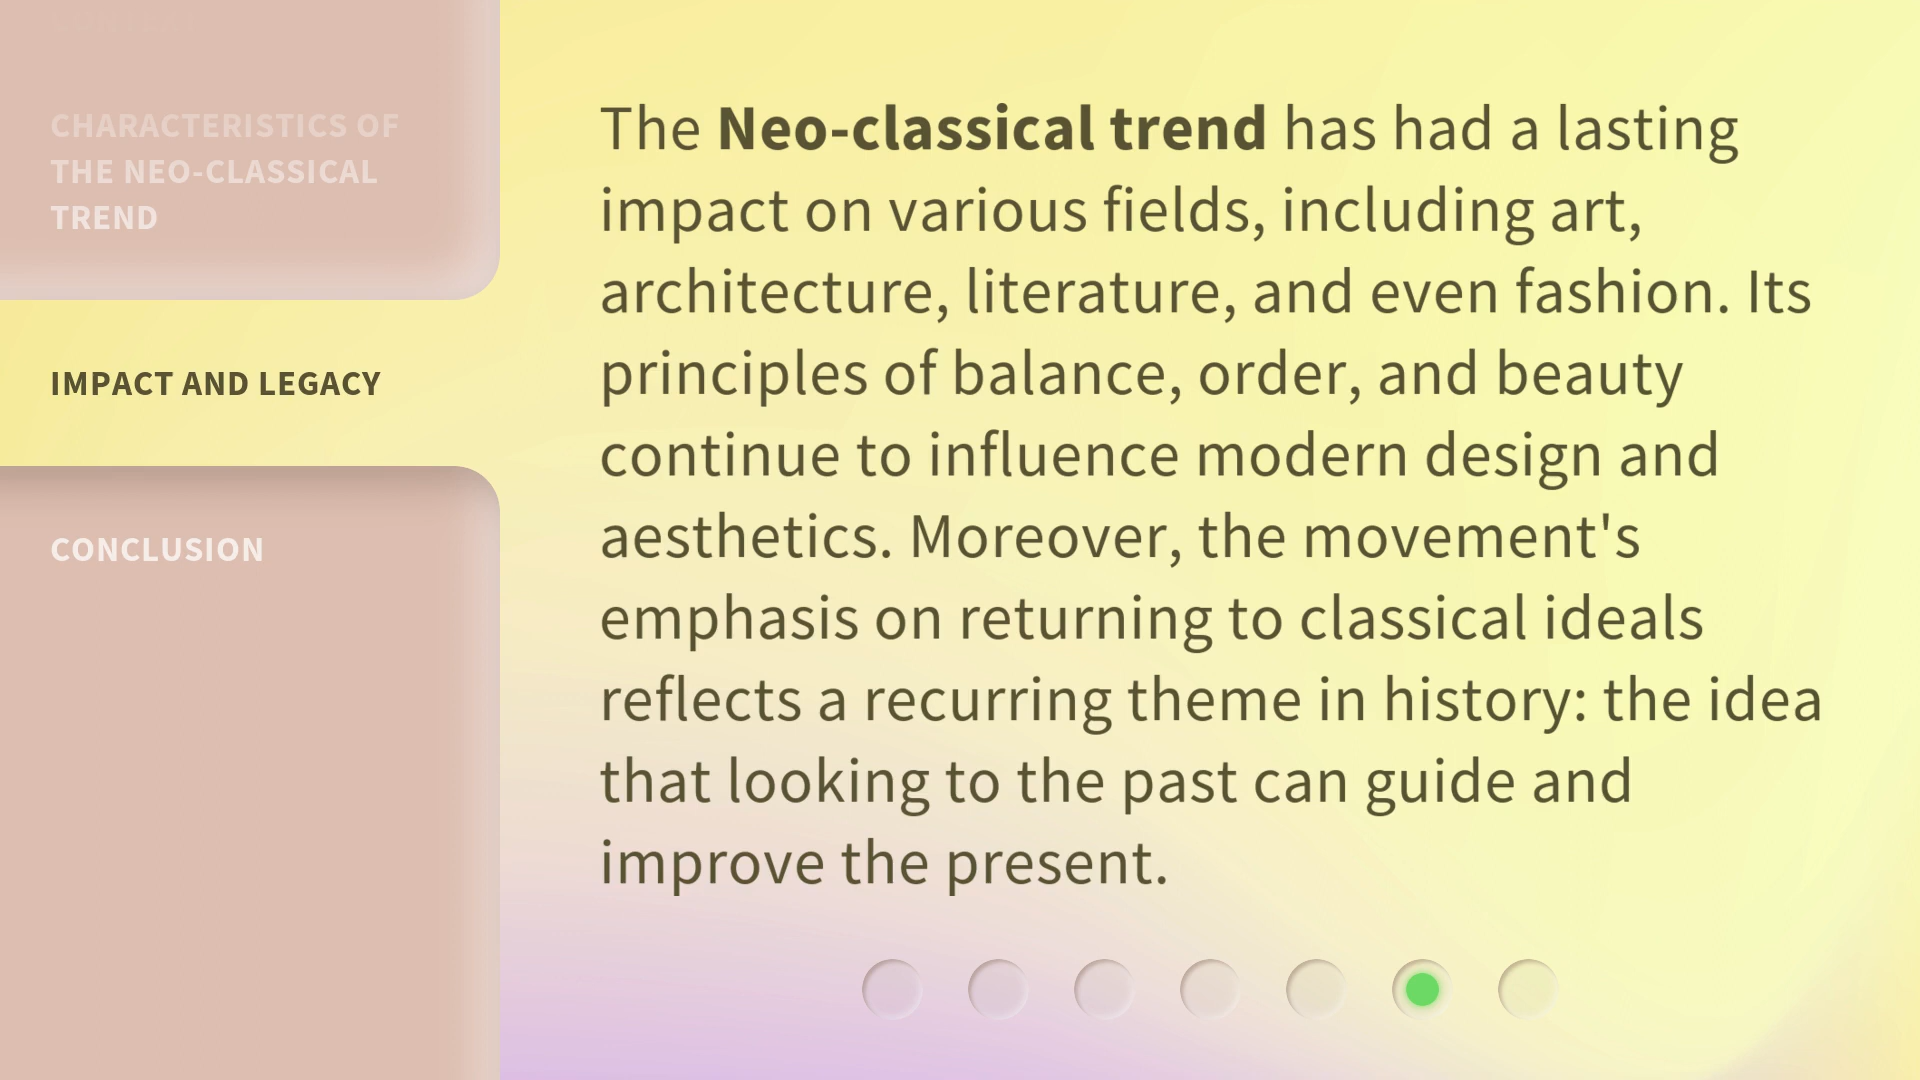 CHARACTERISTICS OF
THE NEO-CLASSICAL
TREND
IMPACT AND LEGACY
CONCLUSION
The Neo-classical trend has had a lasting
impact on various fields, including art,
architecture, literature, and even fashion. Its
principles of balance, order, and beauty
continue to influence modern design and
aesthetics. Moreover, the movement's
emphasis on returning to classical ideals
reflects a recurring theme in history: the idea
that looking to the past can guide and
improve the present.